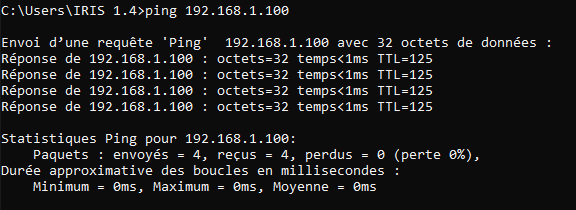 C:\Users\IRIS 1.4>ping 192.168.1.100
Envoi d’une requête 'Ping'  192.168.1.100 avec 32 octets de données :
Réponse de 192.168.1.100 : octets=32 temps<1ms TTL=125
Réponse de 192.168.1.100 : octets=32 temps<1ms TTL=125
Réponse de 192.168.1.100 : octets=32 temps<1ms TTL=125
Réponse de 192.168.1.100 : octets=32 temps<1ms TTL=125
Statistiques Ping pour 192.168.1.100:
    Paquets : envoyés = 4, reçus = 4, perdus = 0 (perte 0%),
Durée approximative des boucles en millisecondes :
    Minimum = 0ms, Maximum = 0ms, Moyenne = 0ms